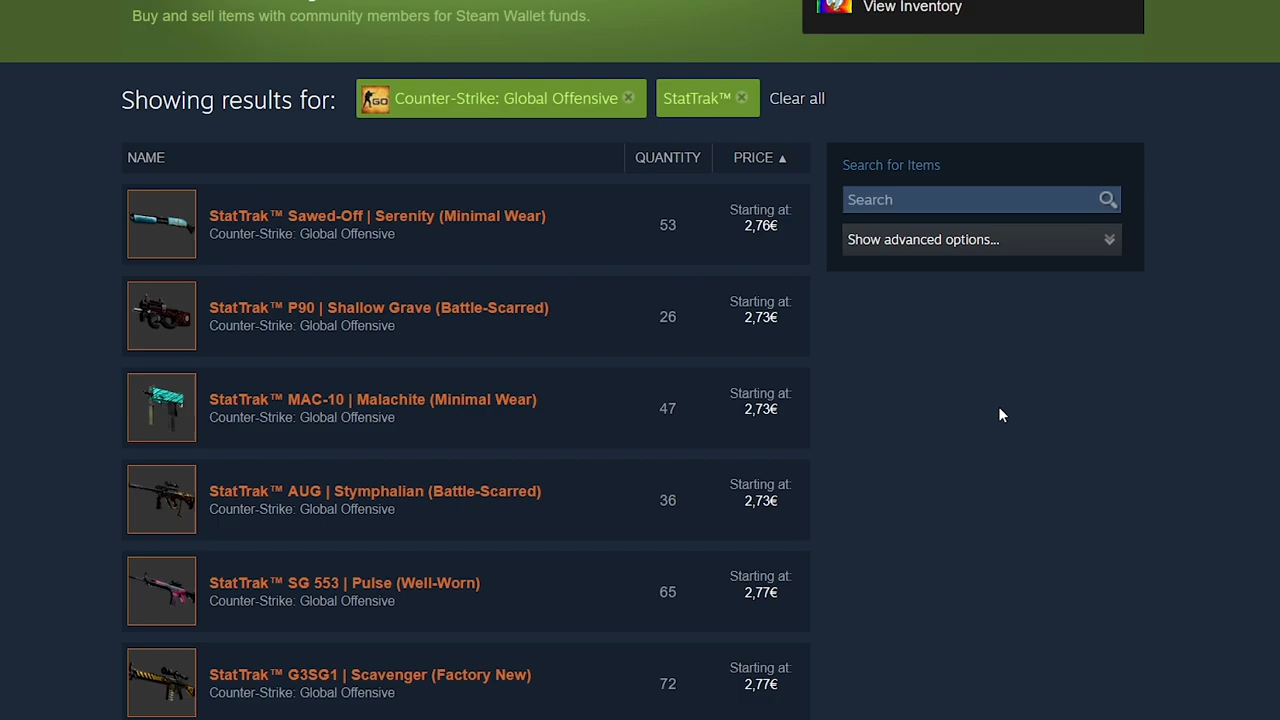 Buy and sell items with community members for Steam Wallet funds.
View Inventory
Showing results for:
GO Counter-Strike: Global Offensive
StatTrak™
Clear all
NAME
QUANTITY
PRICE ▲
StatTrak™ Sawed-Off | Serenity (Minimal Wear)
Counter-Strike: Global Offensive
53
Starting at:
2,76€
StatTrak™ P90 | Shallow Grave (Battle-Scarred)
Counter-Strike: Global Offensive
26
Starting at:
2,73€
StatTrak™ MAC-10 | Malachite (Minimal Wear)
Counter-Strike: Global Offensive
47
Starting at:
2,73€
StatTrak™ AUG | Stymphalian (Battle-Scarred)
Counter-Strike: Global Offensive
36
Starting at:
2,73€
StatTrak™ SG 553 | Pulse (Well-Worn)
Counter-Strike: Global Offensive
65
Starting at:
2,77€
StatTrak™ G3SG1 | Scavenger (Factory New)
Counter-Strike: Global Offensive
72
Starting at:
2,77€
Search for Items
Search
Show advanced options...